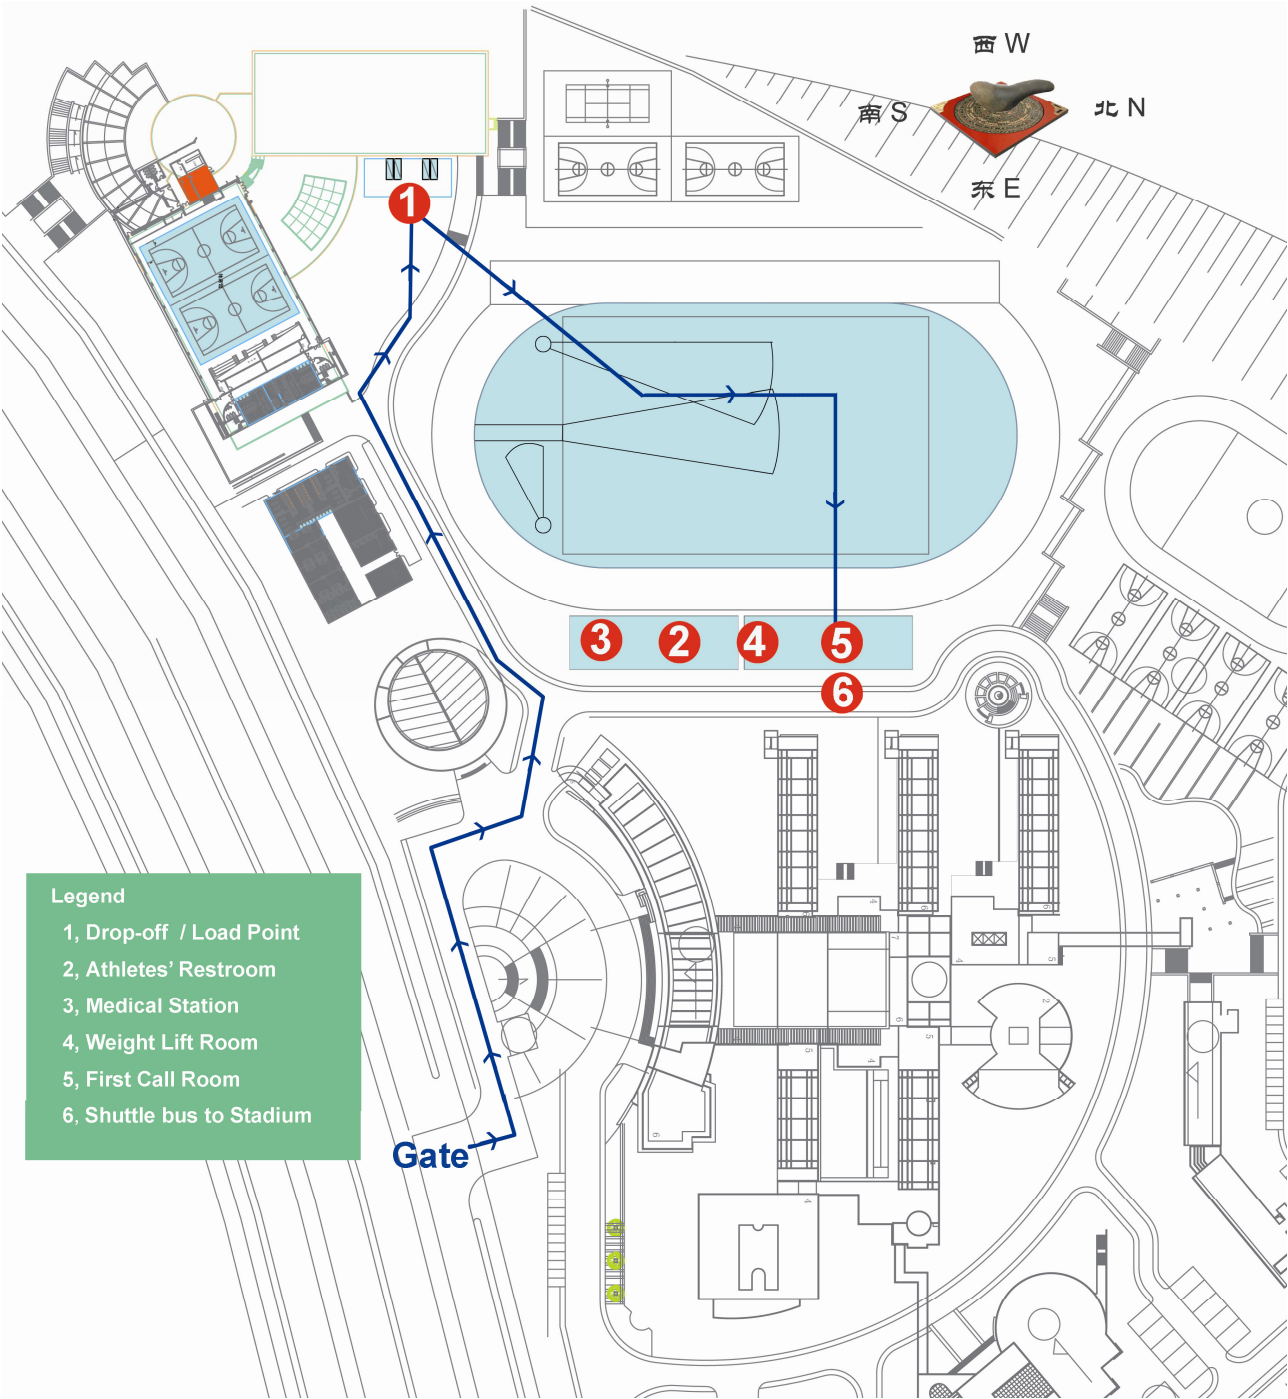 西 W
南 S
北 N
东 E
1
3
2
4
5
6
Legend
1, Drop-off / Load Point
2, Athletes’ Restroom
3, Medical Station
4, Weight Lift Room
5, First Call Room
6, Shuttle bus to Stadium
Gate